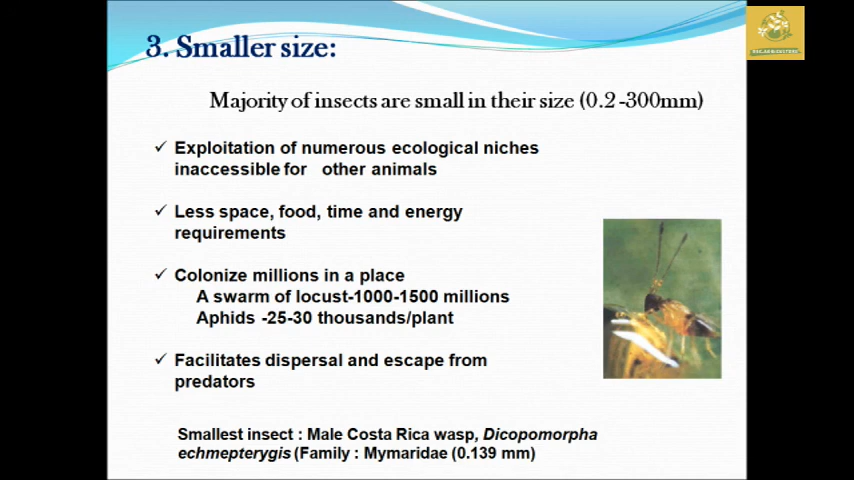 3. Smaller size:
Majority of insects are small in their size (0.2 -300mm)
✓ Exploitation of numerous ecological niches
inaccessible for other animals
✓ Less space, food, time and energy
requirements
✓ Colonize millions in a place
A swarm of locust-1000-1500 millions
Aphids -25-30 thousands/plant
✓ Facilitates dispersal and escape from
predators
Smallest insect : Male Costa Rica wasp, Dicopomorpha
echmepterygis (Family : Mymaridae (0.139 mm)